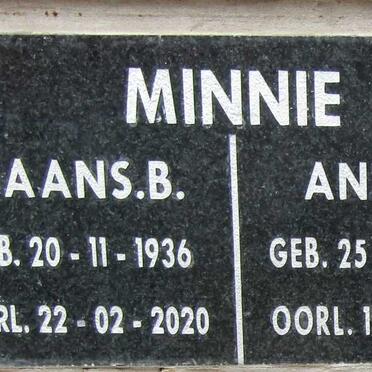 MINNIE
AANS.B.
B. 20 - 11 - 1936
RL. 22 - 02 - 2020
AN
GEB. 25
OORL. 1